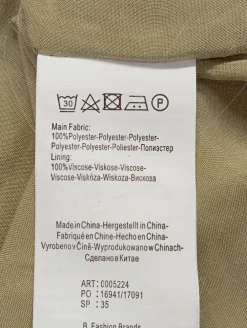 30
P
Main Fabric:
100%Polyester-Polyester-Polyester-
Polyester-Polyester-Poliester-Полиэстер
Lining:
100%Viscose-Viskose-Viscose-
Viscose-Viskóza-Wiskoza-Вискоза
Made in China-Hergestellt in China-
Fabriqué en Chine-Hecho en China-
Vyrobeno v Číně-Wyprodukowano w Chinach-
Сделано в Китае
ART: 0005224
PO : 16941/17091
SP : 35
B. Fashion Brands